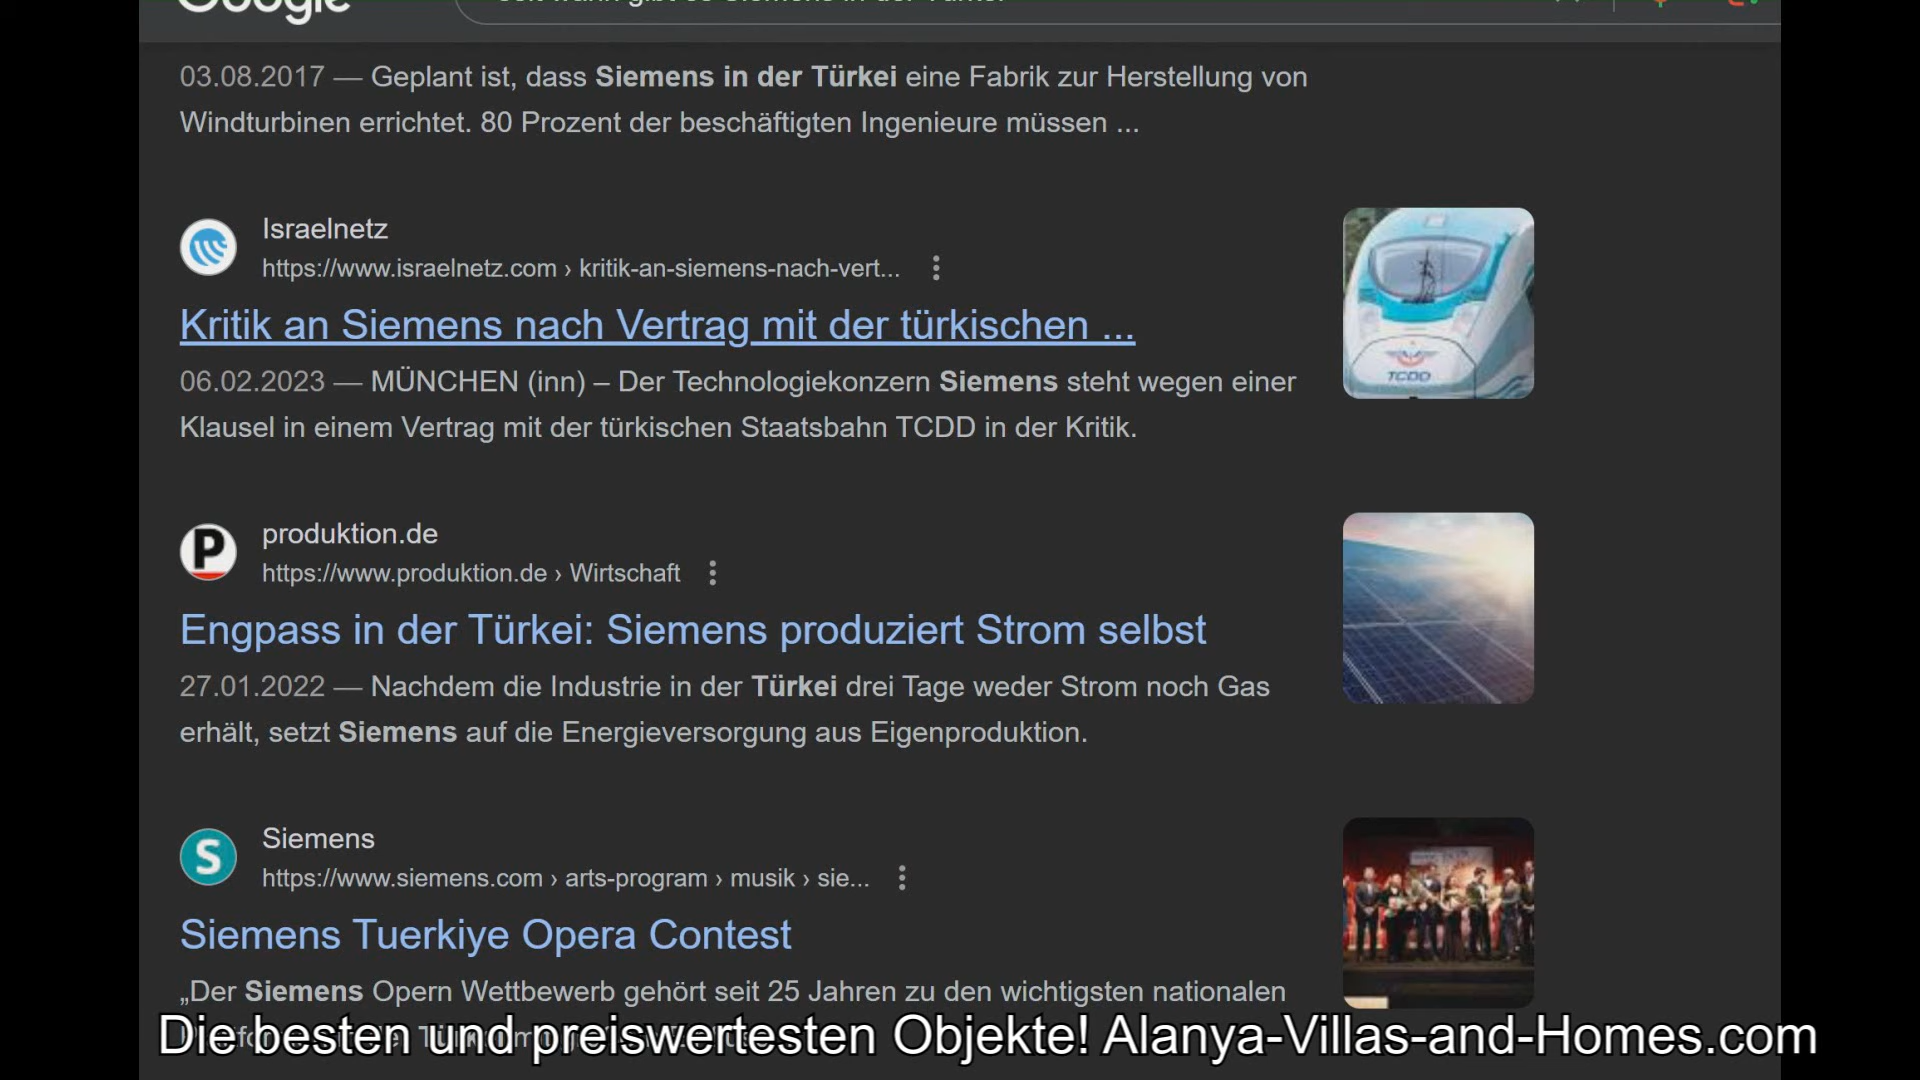 Google
03.08.2017 — Geplant ist, dass Siemens in der Türkei eine Fabrik zur Herstellung von
Windturbinen errichtet. 80 Prozent der beschäftigten Ingenieure müssen ...
Israelnetz
https://www.israelnetz.com › kritik-an-siemens-nach-vert...
Kritik an Siemens nach Vertrag mit der türkischen ...
06.02.2023 — MÜNCHEN (inn) – Der Technologiekonzern Siemens steht wegen einer
Klausel in einem Vertrag mit der türkischen Staatsbahn TCDD in der Kritik.
TCDD
P
produktion.de
https://www.produktion.de › Wirtschaft
Engpass in der Türkei: Siemens produziert Strom selbst
27.01.2022 — Nachdem die Industrie in der Türkei drei Tage weder Strom noch Gas
erhält, setzt Siemens auf die Energieversorgung aus Eigenproduktion.
S
Siemens
https://www.siemens.com › arts-program › musik › sie...
Siemens Tuerkiye Opera Contest
„Der Siemens Opern Wettbewerb gehört seit 25 Jahren zu den wichtigsten nationalen
Die besten und preiswertesten Objekte! Alanya-Villas-and-Homes.com